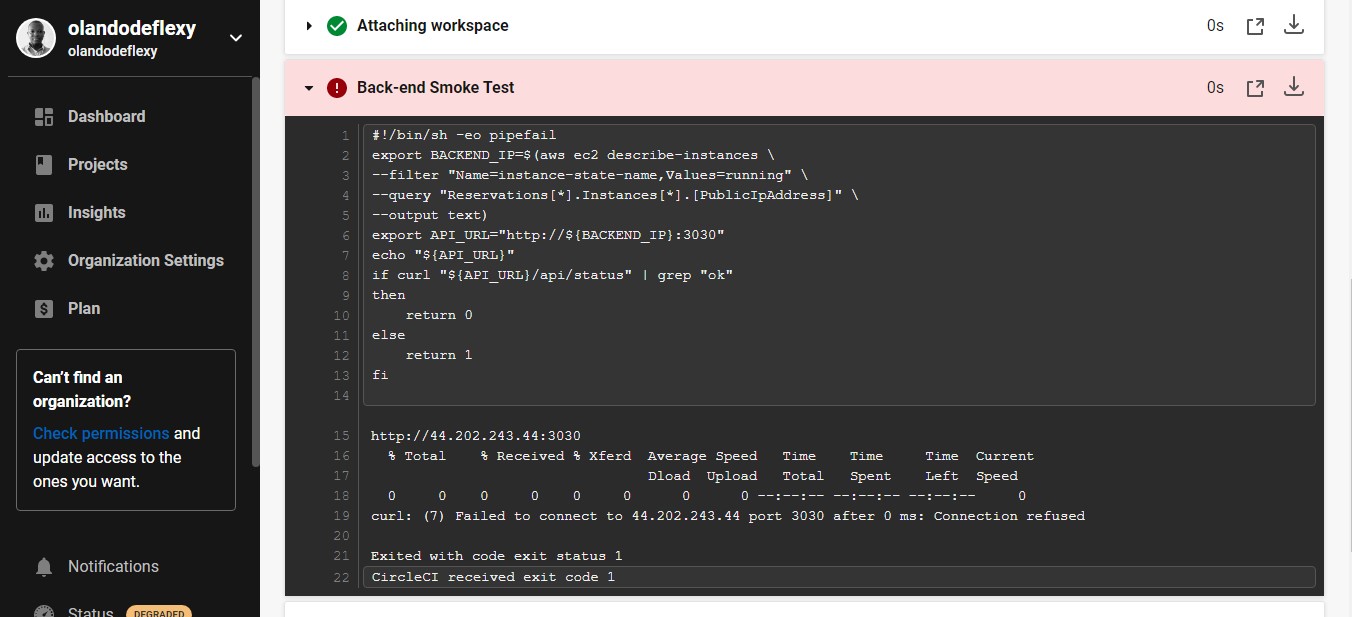 olandodeflexy
olandodeflexy
Dashboard
Projects
Insights
Organization Settings
Plan
Can't find an
organization?
Check permissions and
update access to the
ones you want.
Notifications
Status DEGRADED
Attaching workspace 0s
Back-end Smoke Test 0s
1 #!/bin/sh -eo pipefail
2 export BACKEND_IP=$(aws ec2 describe-instances \
3 --filter "Name=instance-state-name,Values=running" \
4 --query "Reservations[*].Instances[*].[PublicIpAddress]" \
5 --output text)
6 export API_URL="http://${BACKEND_IP}:3030"
7 echo "${API_URL}"
8 if curl "${API_URL}/api/status" | grep "ok"
9 then
10     return 0
11 else
12     return 1
13 fi
14
15 http://44.202.243.44:3030
16   % Total    % Received % Xferd  Average Speed   Time    Time     Time  Current
17                                  Dload  Upload   Total   Spent    Left  Speed
18   0     0    0     0    0     0      0      0 --:--:-- --:--:-- --:--:--     0
19 curl: (7) Failed to connect to 44.202.243.44 port 3030 after 0 ms: Connection refused
20
21 Exited with code exit status 1
22 CircleCI received exit code 1